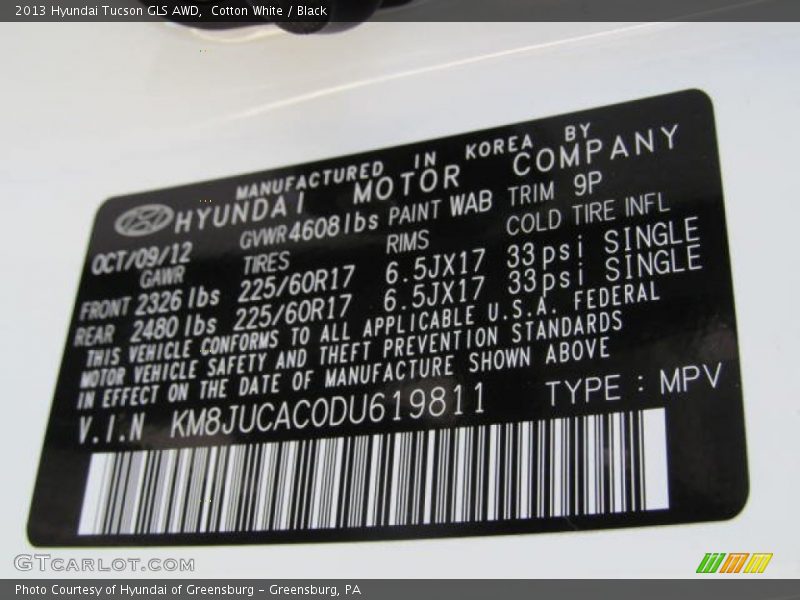 2013 Hyundai Tucson GLS AWD,  Cotton White / Black
MANUFACTURED IN KOREA BY
HYUNDAI MOTOR COMPANY
OCT/09/12 GVWR 4608lbs PAINT WAB TRIM 9P
GAWR TIRES RIMS COLD TIRE INFL
FRONT 2326 lbs 225/60R17 6.5JX17 33psi SINGLE
REAR 2480 lbs 225/60R17 6.5JX17 33psi SINGLE
THIS VEHICLE CONFORMS TO ALL APPLICABLE U.S.A. FEDERAL
MOTOR VEHICLE SAFETY AND THEFT PREVENTION STANDARDS
IN EFFECT ON THE DATE OF MANUFACTURE SHOWN ABOVE
V.I.N KM8JUCAC0DU619811 TYPE : MPV
GTCARLOT.COM
Photo Courtesy of Hyundai of Greensburg – Greensburg, PA